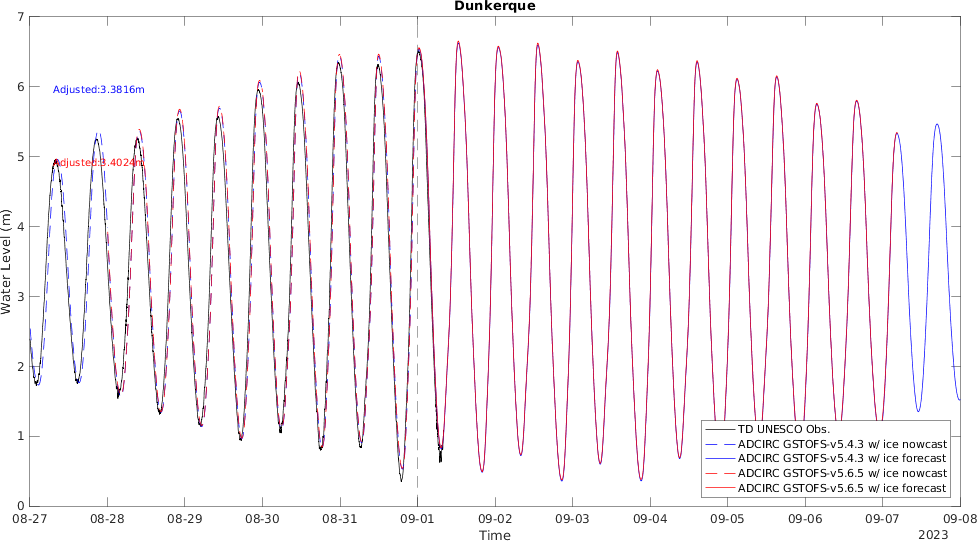 Dunkerque
7
6
5
4
3
2
1
0
Water Level (m)
Adjusted:3.3816m
Adjusted:3.4024m
TD UNESCO Obs.
ADCIRC GSTOFS-v5.4.3 w/ ice nowcast
ADCIRC GSTOFS-v5.4.3 w/ ice forecast
ADCIRC GSTOFS-v5.6.5 w/ ice nowcast
ADCIRC GSTOFS-v5.6.5 w/ ice forecast
08-27 08-28 08-29 08-30 08-31 09-01 09-02 09-03 09-04 09-05 09-06 09-07 09-08
Time
2023